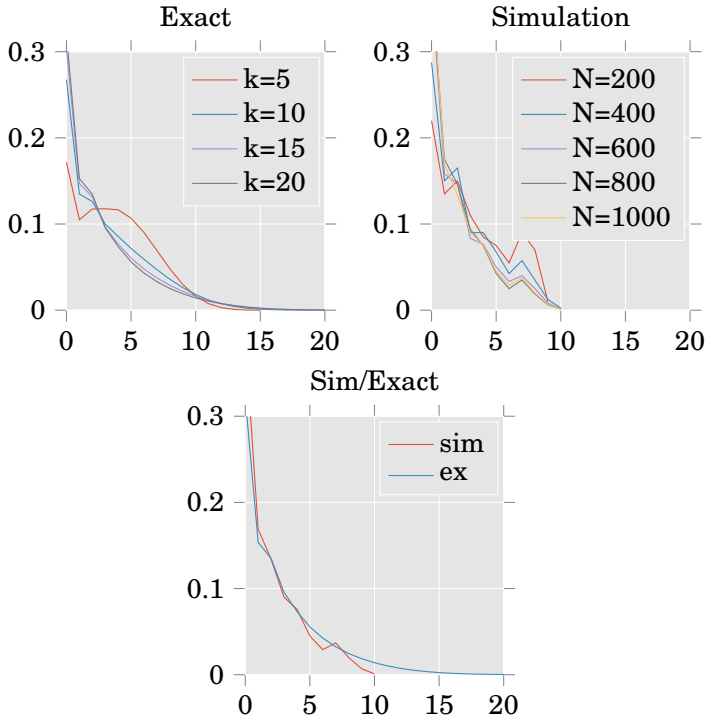 Exact
0.3
0.2
0.1
0
0 5 10 15 20
k=5
k=10
k=15
k=20
Simulation
0.3
0.2
0.1
0
0 5 10 15 20
N=200
N=400
N=600
N=800
N=1000
Sim/Exact
0.3
0.2
0.1
0
0 5 10 15 20
sim
ex